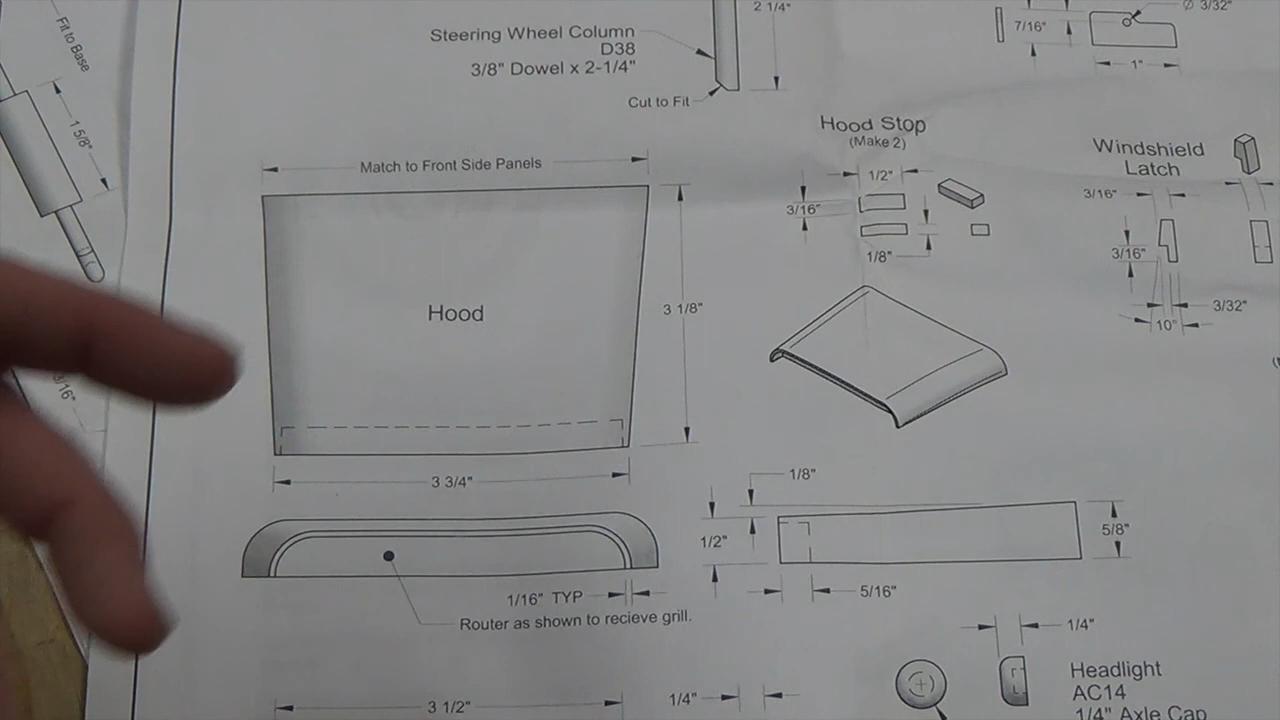 Fit to Base
1 5/8"
3/16"
Steering Wheel Column
D38
3/8" Dowel x 2-1/4"
Cut to Fit
2 1/4"
7/16"
Ø 3/32"
1"
Hood Stop
(Make 2)
1/2"
3/16"
1/8"
Windshield
Latch
3/16"
3/16"
3/32"
10°
Match to Front Side Panels
Hood
3 1/8"
3 3/4"
1/16" TYP
Router as shown to recieve grill.
1/8"
1/2"
5/8"
5/16"
3 1/2"
1/4"
1/4"
Headlight
AC14
1/4" Axle Cap